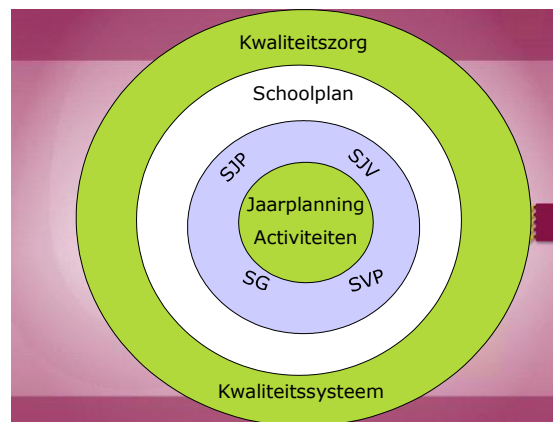 Kwaliteitszorg
Schoolplan
SJP
SJV
Jaarplanning
Activiteiten
SG
SVP
Kwaliteitssysteem